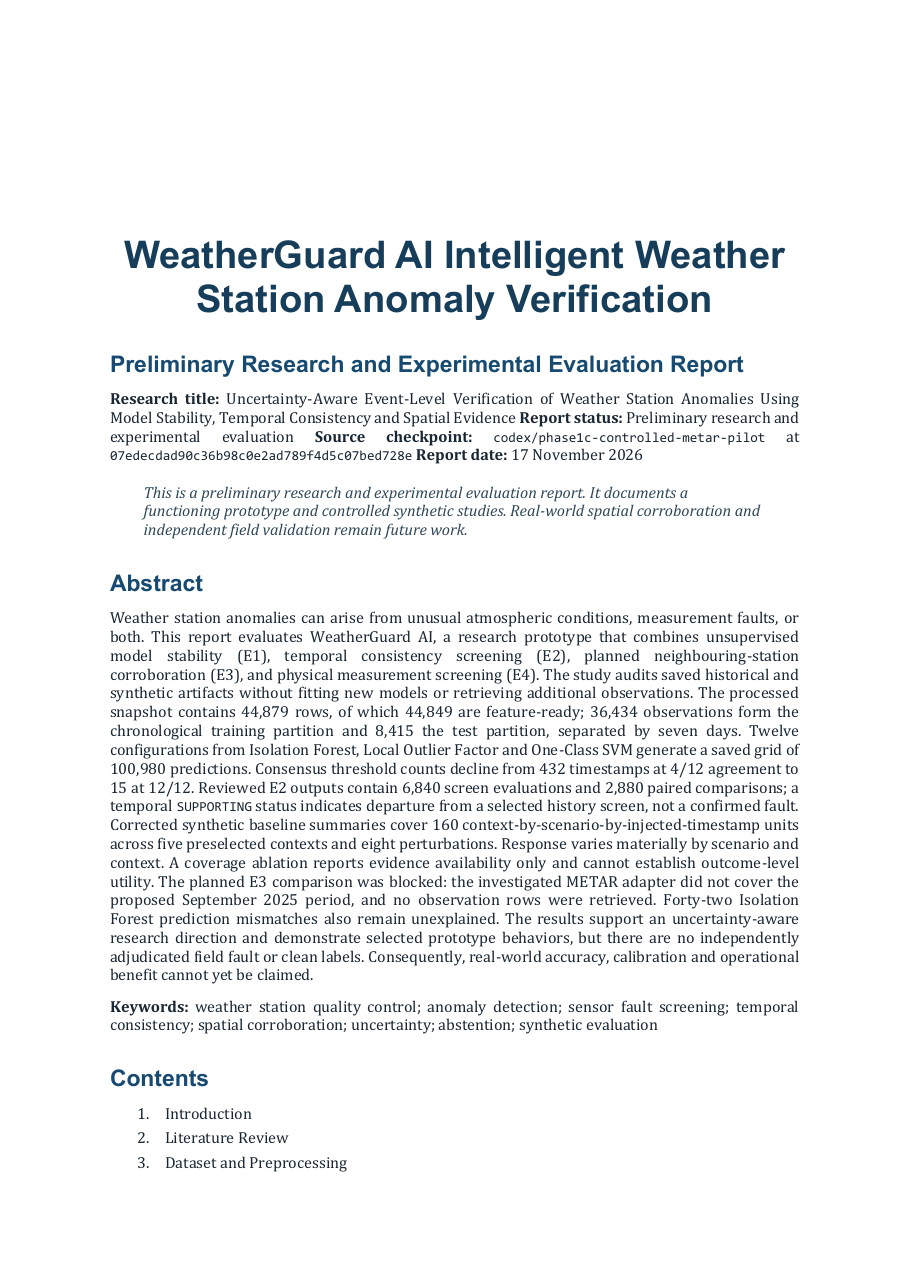 WeatherGuard AI Intelligent Weather
Station Anomaly Verification
Preliminary Research and Experimental Evaluation Report
Research title: Uncertainty-Aware Event-Level Verification of Weather Station Anomalies Using
Model Stability, Temporal Consistency and Spatial Evidence Report status: Preliminary research and
experimental evaluation Source checkpoint: codex/phase1c-controlled-metar-pilot at
07edecdad90c36b98c0e2ad789f4d5c07bed728e Report date: 17 November 2026
This is a preliminary research and experimental evaluation report. It documents a
functioning prototype and controlled synthetic studies. Real-world spatial corroboration and
independent field validation remain future work.
Abstract
Weather station anomalies can arise from unusual atmospheric conditions, measurement faults, or
both. This report evaluates WeatherGuard AI, a research prototype that combines unsupervised
model stability (E1), temporal consistency screening (E2), planned neighbouring-station
corroboration (E3), and physical measurement screening (E4). The study audits saved historical and
synthetic artifacts without fitting new models or retrieving additional observations. The processed
snapshot contains 44,879 rows, of which 44,849 are feature-ready; 36,434 observations form the
chronological training partition and 8,415 the test partition, separated by seven days. Twelve
configurations from Isolation Forest, Local Outlier Factor and One-Class SVM generate a saved grid of
100,980 predictions. Consensus threshold counts decline from 432 timestamps at 4/12 agreement to
15 at 12/12. Reviewed E2 outputs contain 6,840 screen evaluations and 2,880 paired comparisons; a
temporal SUPPORTING status indicates departure from a selected history screen, not a confirmed fault.
Corrected synthetic baseline summaries cover 160 context-by-scenario-by-injected-timestamp units
across five preselected contexts and eight perturbations. Response varies materially by scenario and
context. A coverage ablation reports evidence availability only and cannot establish outcome-level
utility. The planned E3 comparison was blocked: the investigated METAR adapter did not cover the
proposed September 2025 period, and no observation rows were retrieved. Forty-two Isolation
Forest prediction mismatches also remain unexplained. The results support an uncertainty-aware
research direction and demonstrate selected prototype behaviors, but there are no independently
adjudicated field fault or clean labels. Consequently, real-world accuracy, calibration and operational
benefit cannot yet be claimed.
Keywords: weather station quality control; anomaly detection; sensor fault screening; temporal
consistency; spatial corroboration; uncertainty; abstention; synthetic evaluation
Contents
1. Introduction
2. Literature Review
3. Dataset and Preprocessing